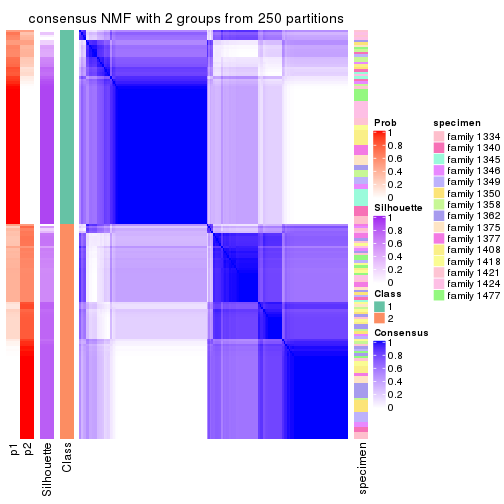 consensus NMF with 2 groups from 250 partitions
Prob
1
0.8
0.6
0.4
0.2
0
Silhouette
1
0.8
0.6
0.4
0.2
0
Class
1
2
Consensus
1
0.8
0.6
0.4
0.2
0
specimen
family 1334
family 1340
family 1345
family 1346
family 1349
family 1350
family 1358
family 1362
family 1375
family 1377
family 1408
family 1418
family 1421
family 1424
family 1477
p1
p2
Silhouette
Class
specimen